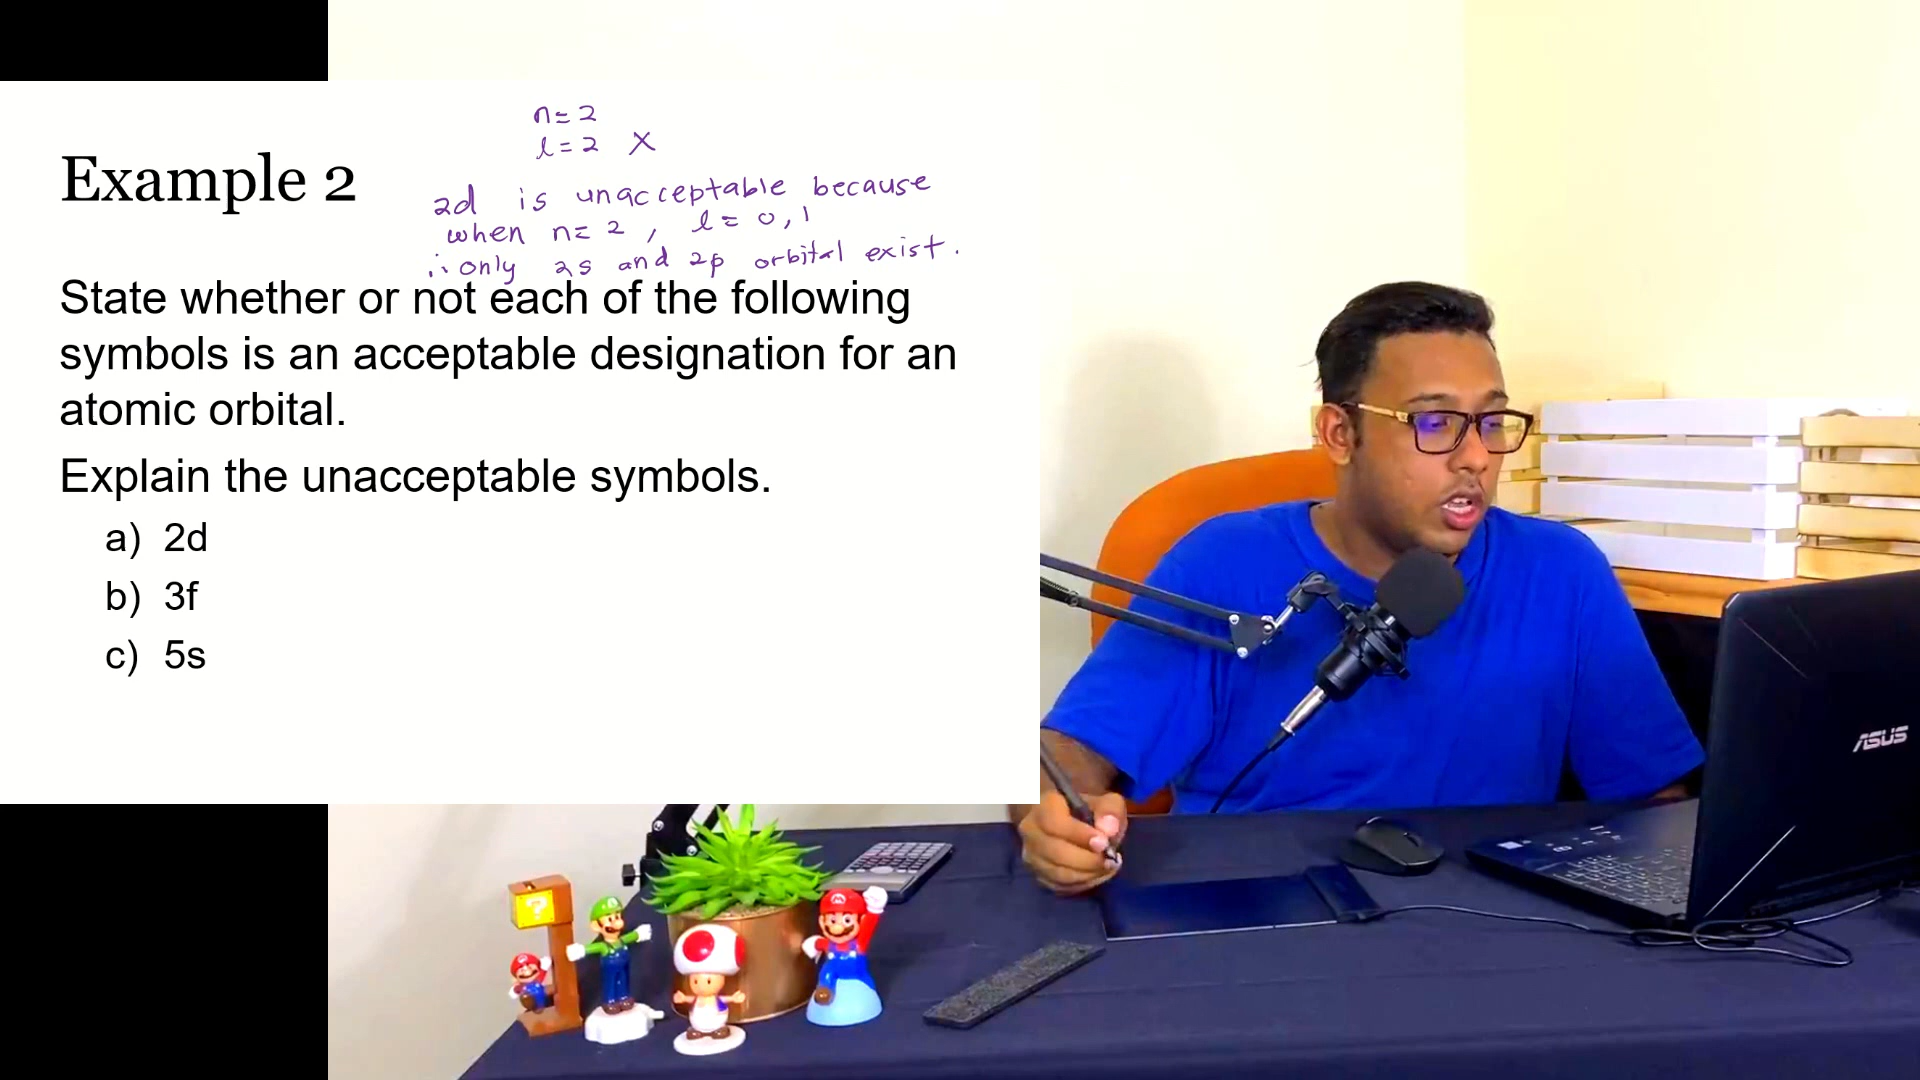 n = 2
l = 2 X
Example 2
2d is unacceptable because
when n = 2 , l = 0, 1
∴ only 2s and 2p orbital exist.
State whether or not each of the following
symbols is an acceptable designation for an
atomic orbital.
Explain the unacceptable symbols.
a) 2d
b) 3f
c) 5s
ASUS
?